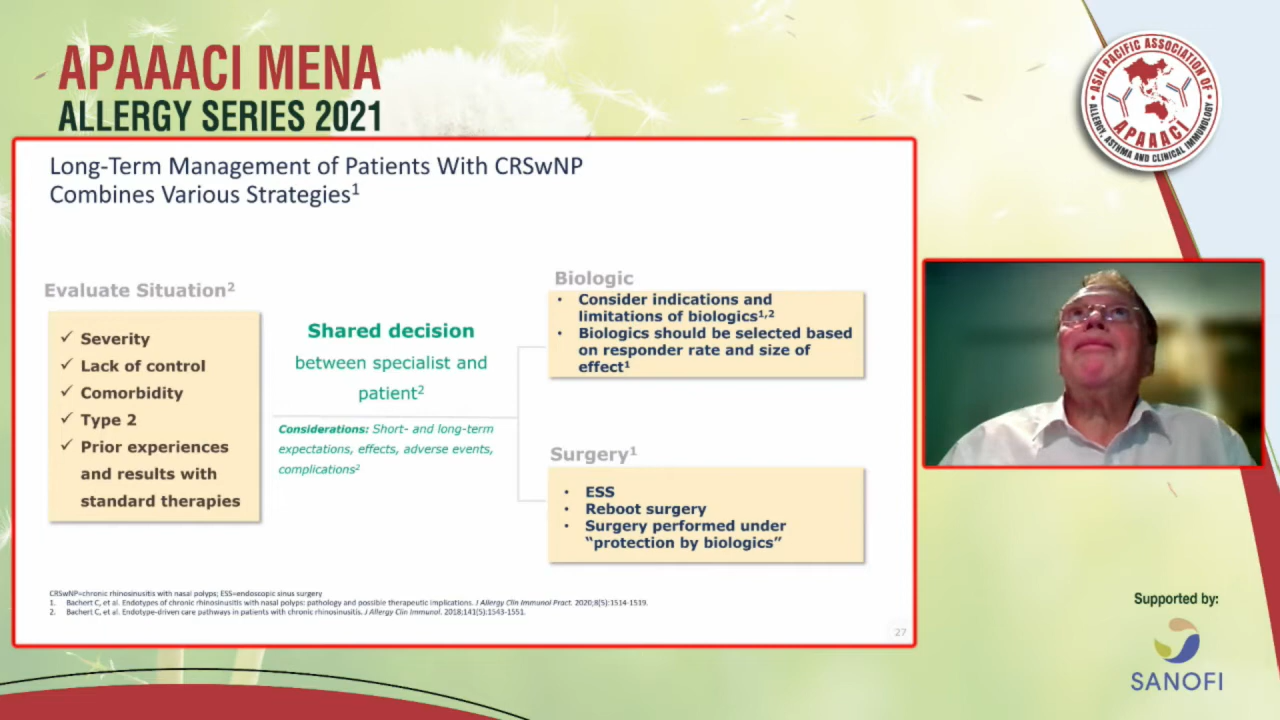 APAAACI MENA
ALLERGY SERIES 2021
ASIA PACIFIC ASSOCIATION OF
ALLERGY, ASTHMA AND CLINICAL IMMUNOLOGY
APAAACI
Long-Term Management of Patients With CRSwNP
Combines Various Strategies¹
Evaluate Situation²
✓ Severity
✓ Lack of control
✓ Comorbidity
✓ Type 2
✓ Prior experiences
and results with
standard therapies
Shared decision
between specialist and
patient²
Considerations: Short- and long-term
expectations, effects, adverse events,
complications²
Biologic
• Consider indications and
limitations of biologics¹,²
• Biologics should be selected based
on responder rate and size of
effect¹
Surgery¹
• ESS
• Reboot surgery
• Surgery performed under
“protection by biologics”
CRSwNP=chronic rhinosinusitis with nasal polyps; ESS=endoscopic sinus surgery
1. Bachert C, et al. Endotypes of chronic rhinosinusitis with nasal polyps: pathology and possible therapeutic implications. J Allergy Clin Immunol Pract. 2020;8(5):1514-1519.
2. Bachert C, et al. Endotype-driven care pathways in patients with chronic rhinosinusitis. J Allergy Clin Immunol. 2018;141(5):1543-1551.
27
Supported by:
SANOFI